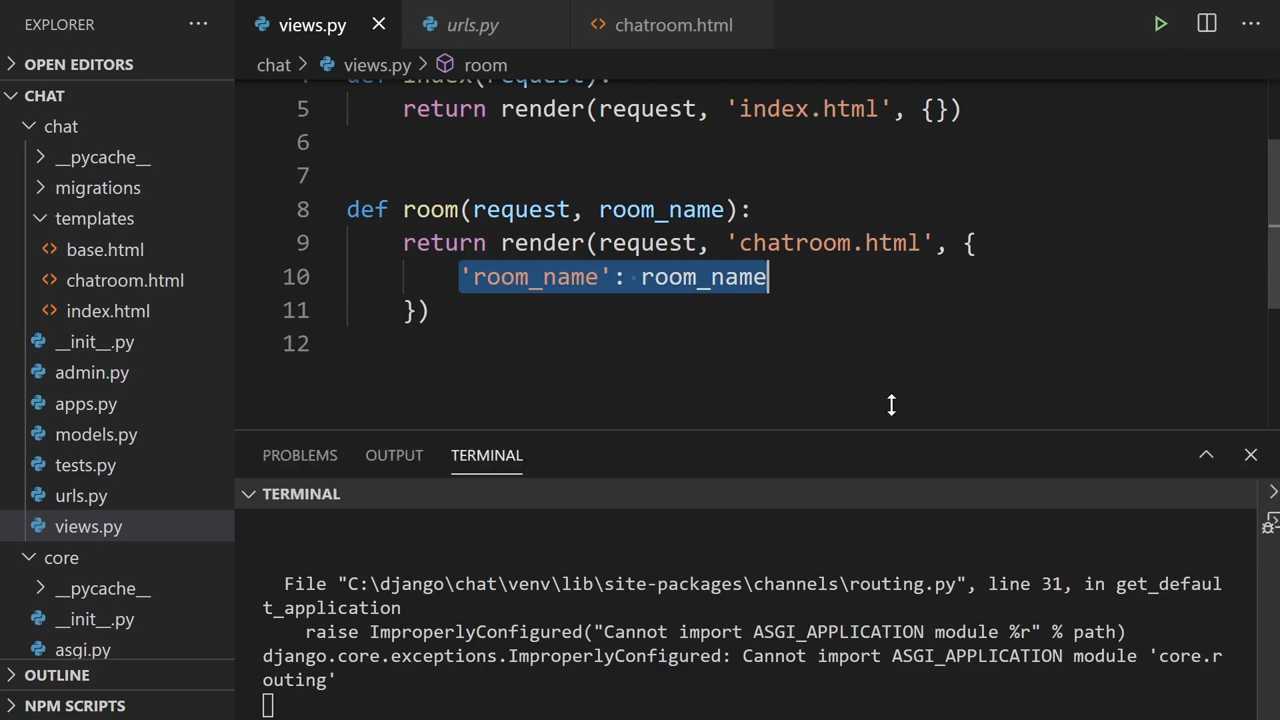 EXPLORER
OPEN EDITORS
CHAT
chat
__pycache__
migrations
templates
base.html
chatroom.html
index.html
__init__.py
admin.py
apps.py
models.py
tests.py
urls.py
views.py
core
__pycache__
__init__.py
asgi.py
OUTLINE
NPM SCRIPTS
views.py
urls.py
chatroom.html
chat > views.py > room
def index(request):
5 return render(request, 'index.html', {})
6
7
8 def room(request, room_name):
9 return render(request, 'chatroom.html', {
10 'room_name': room_name
11 })
12
PROBLEMS OUTPUT TERMINAL
TERMINAL
File "C:\django\chat\venv\lib\site-packages\channels\routing.py", line 31, in get_defaul
t_application
raise ImproperlyConfigured("Cannot import ASGI_APPLICATION module %r" % path)
django.core.exceptions.ImproperlyConfigured: Cannot import ASGI_APPLICATION module 'core.r
outing'